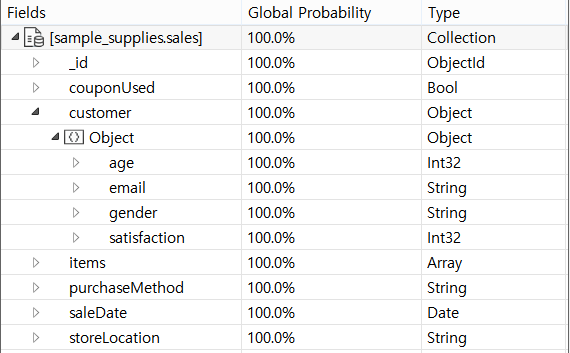 Fields Global Probability Type
[sample_supplies.sales] 100.0% Collection
_id 100.0% ObjectId
couponUsed 100.0% Bool
customer 100.0% Object
Object 100.0% Object
age 100.0% Int32
email 100.0% String
gender 100.0% String
satisfaction 100.0% Int32
items 100.0% Array
purchaseMethod 100.0% String
saleDate 100.0% Date
storeLocation 100.0% String